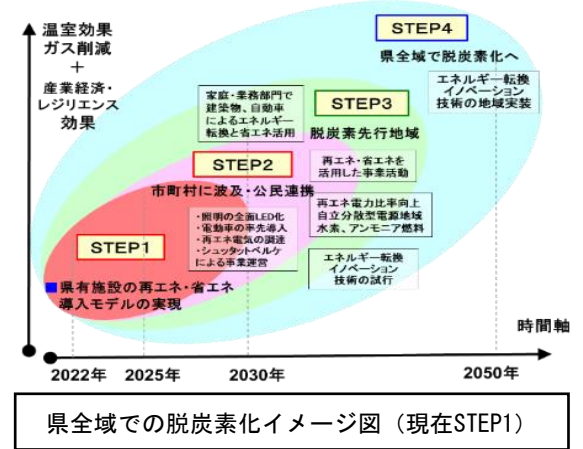 温室効果
ガス削減
＋
産業経済・
レジリエンス
効果
STEP4
県全域で脱炭素化へ
エネルギー転換
イノベーション
技術の地域実装
家庭・業務部門で
建築物、自動車
によるエネルギー
転換と省エネ活用
STEP3
脱炭素先行地域
STEP2
市町村に波及・公民連携
再エネ・省エネを
活用した事業活動
・照明の全面LED化
・電動車の率先導入
・再エネ電気の調達
・シュタットベルケ
による事業運営
再エネ電力比率向上
自立分散型電源地域
水素、アンモニア燃料
STEP1
エネルギー転換
イノベーション
技術の試行
■県有施設の再エネ・省エネ
導入モデルの実現
時間軸
2022年
2025年
2030年
2050年
県全域での脱炭素化イメージ図（現在STEP1）